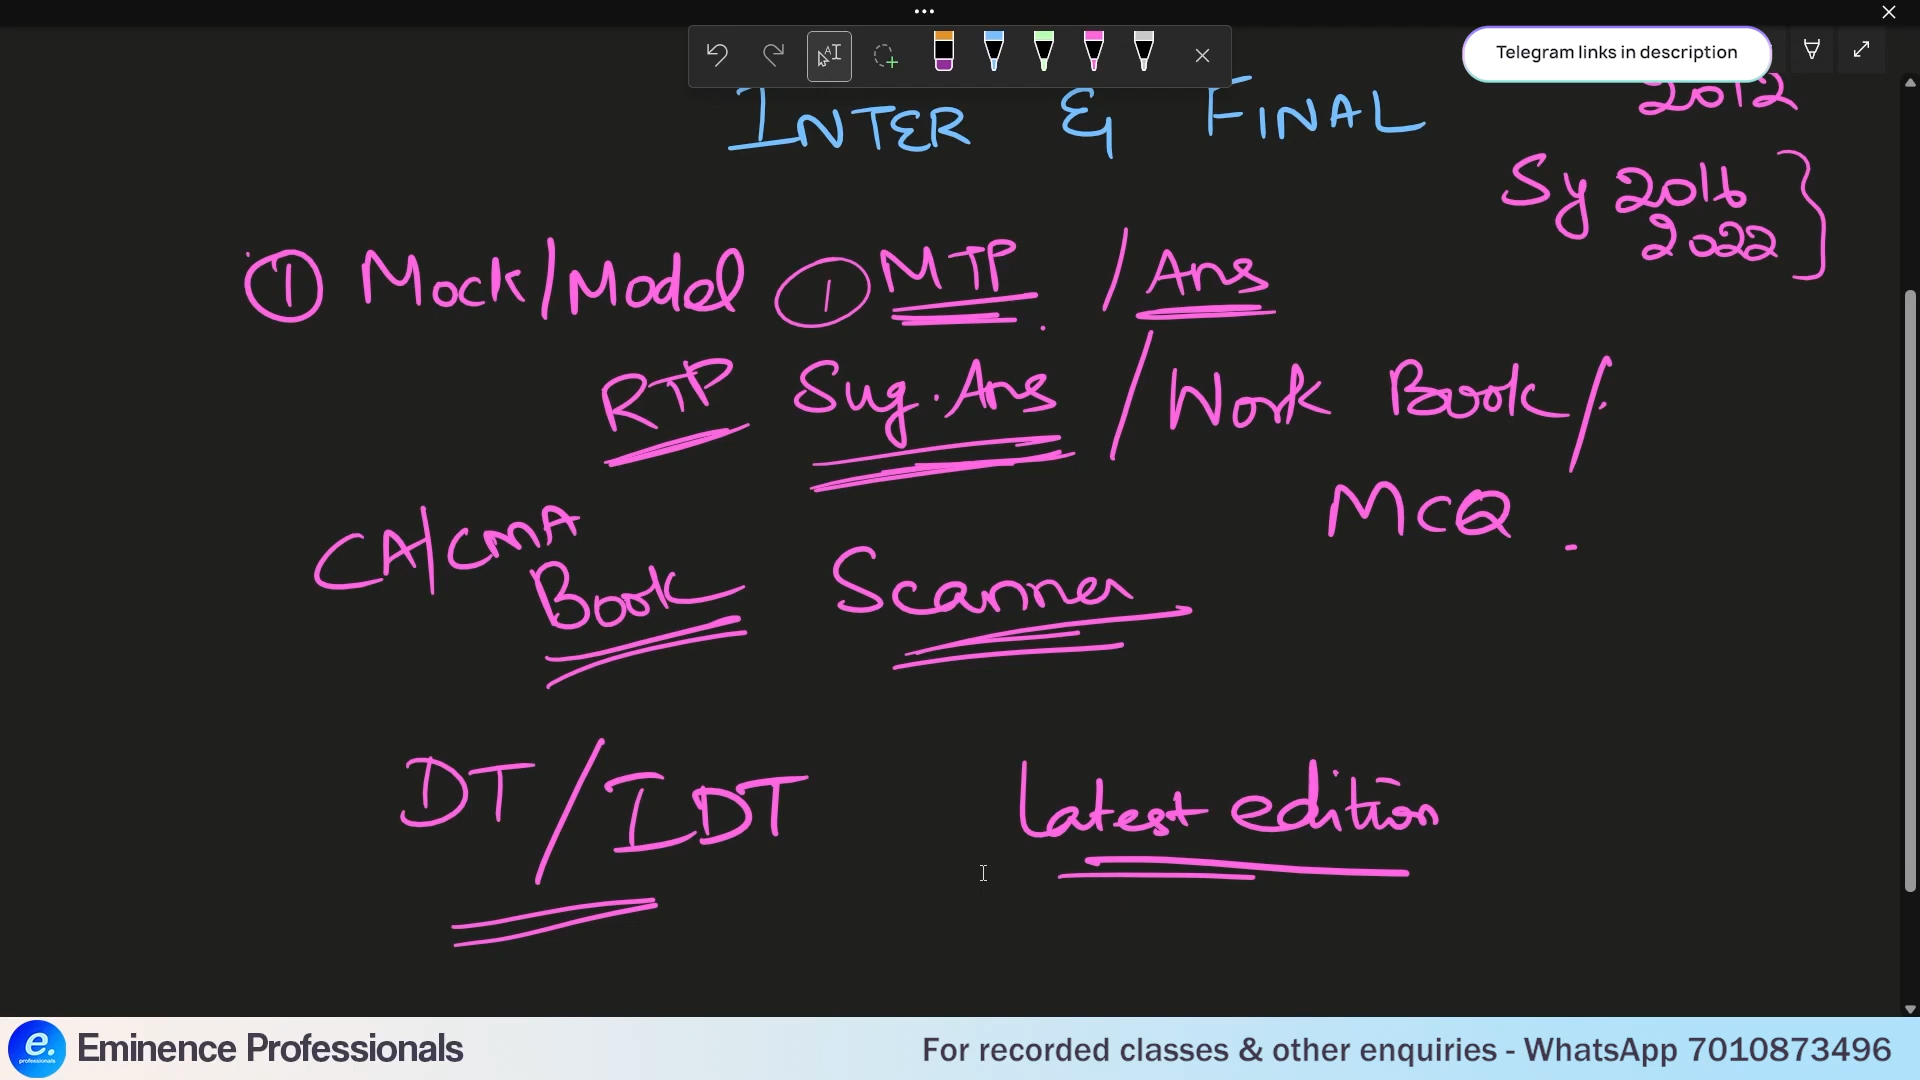 Telegram links in description
2012
INTER & FINAL
Sy 2016
2022
① Mock/Model ① MTP / Ans
RTP Sug. Ans / Work Book /
MCQ
CA/CMA
Book Scanner
DT / IDT Latest edition
e.
professionals
Eminence Professionals
For recorded classes & other enquiries - WhatsApp 7010873496